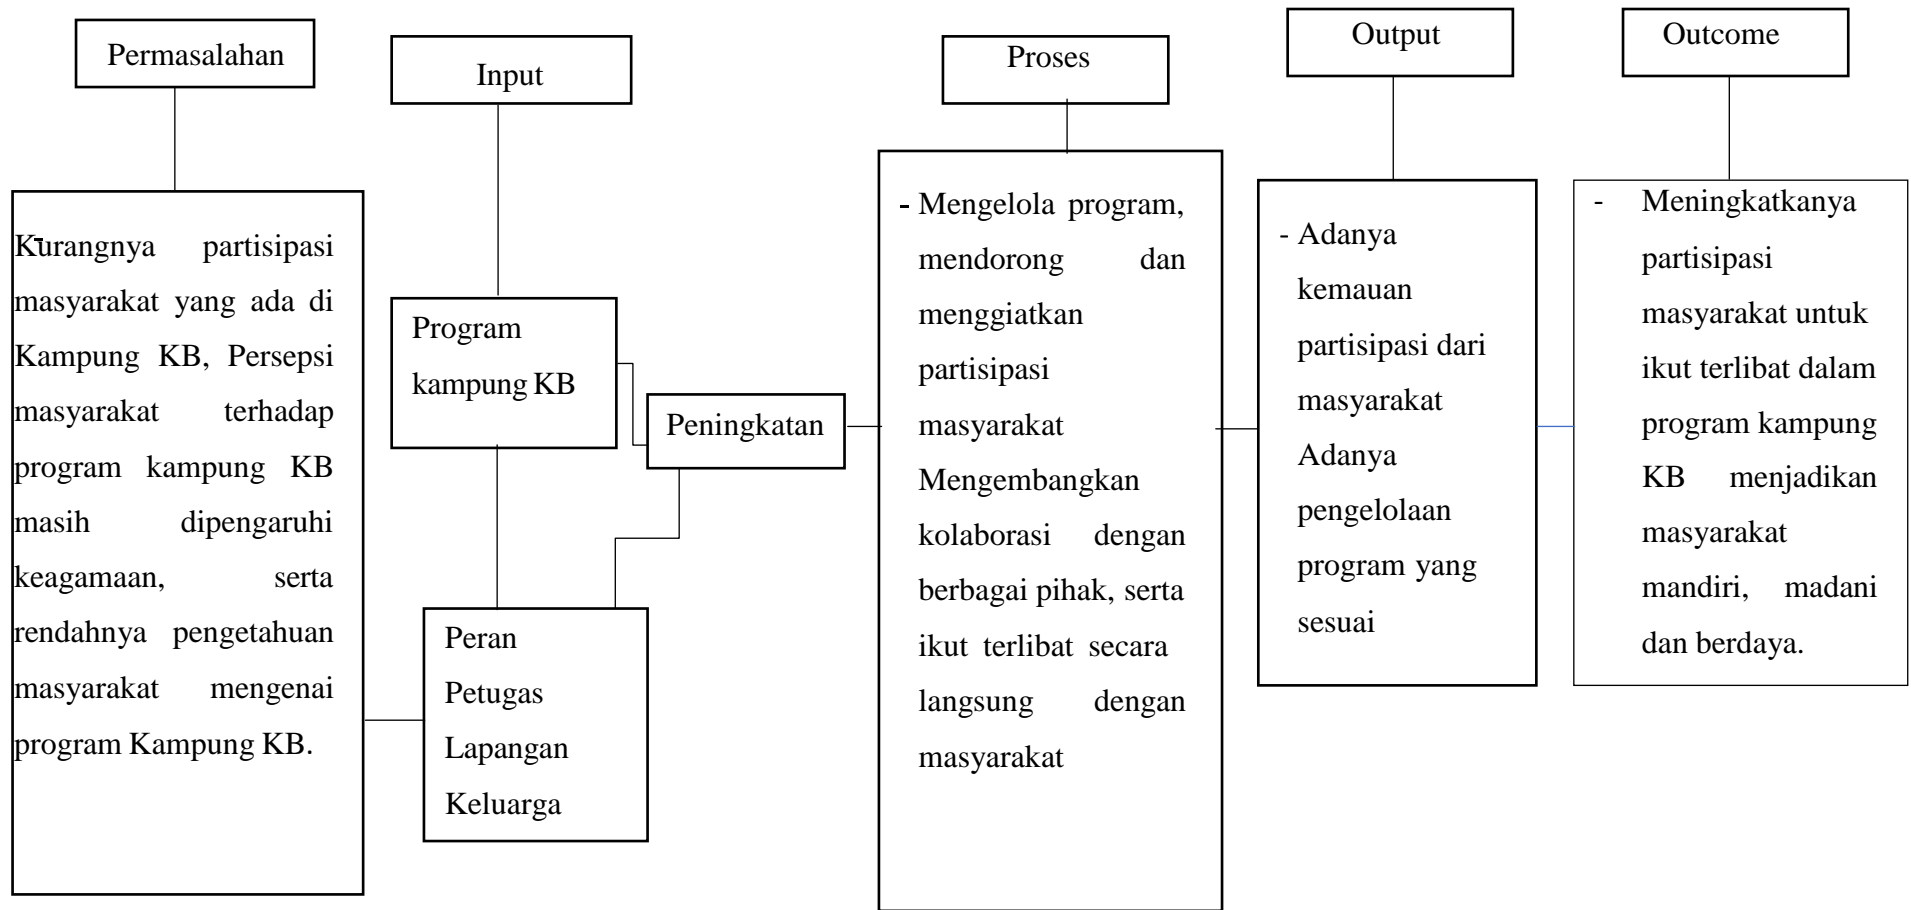 Permasalahan
Kurangnya partisipasi
masyarakat yang ada di
Kampung KB, Persepsi
masyarakat terhadap
program kampung KB
masih dipengaruhi
keagamaan, serta
rendahnya pengetahuan
masyarakat mengenai
program Kampung KB.
Input
Program
kampung KB
Peran
Petugas
Lapangan
Keluarga
Peningkatan
Proses
- Mengelola program,
mendorong dan
menggiatkan
partisipasi
masyarakat
Mengembangkan
kolaborasi dengan
berbagai pihak, serta
ikut terlibat secara
langsung dengan
masyarakat
Output
- Adanya
kemauan
partisipasi dari
masyarakat
Adanya
pengelolaan
program yang
sesuai
Outcome
- Meningkatkanya
partisipasi
masyarakat untuk
ikut terlibat dalam
program kampung
KB menjadikan
masyarakat
mandiri, madani
dan berdaya.